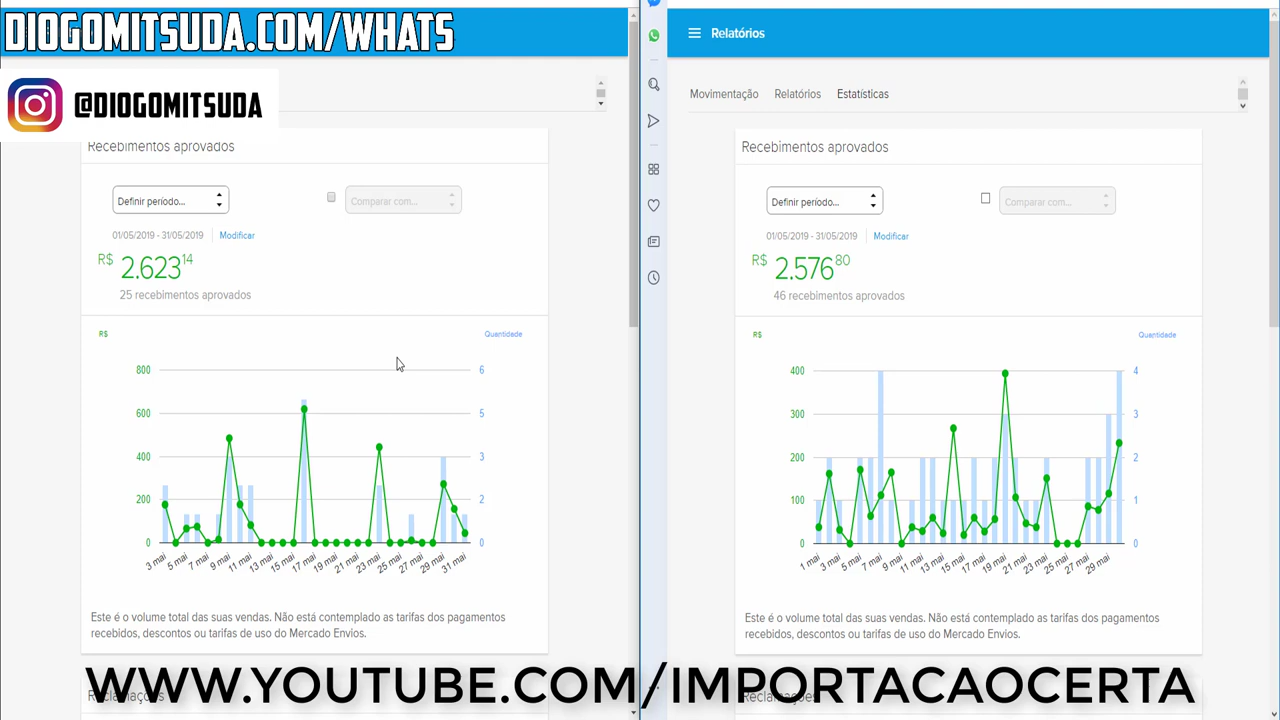 DIOGOMITSUDA.COM/WHATS
@DIOGOMITSUDA
Recebimentos aprovados
Definir período...
Comparar com...
01/05/2019 - 31/05/2019
Modificar
R$ 2.623 14
25 recebimentos aprovados
R$
Quantidade
800
600
400
200
0
6
5
3
2
0
3 mai
5 mai
7 mai
9 mai
11 mai
13 mai
15 mai
17 mai
19 mai
21 mai
23 mai
25 mai
27 mai
29 mai
31 mai
Este é o volume total das suas vendas. Não está contemplado as tarifas dos pagamentos
recebidos, descontos ou tarifas de uso do Mercado Envios.
Reclamações
Relatórios
Movimentação
Relatórios
Estatísticas
Recebimentos aprovados
Definir período...
Comparar com...
01/05/2019 - 31/05/2019
Modificar
R$ 2.576 80
46 recebimentos aprovados
R$
Quantidade
400
300
200
100
0
4
3
2
1
0
1 mai
3 mai
5 mai
7 mai
9 mai
11 mai
13 mai
15 mai
17 mai
19 mai
21 mai
23 mai
25 mai
27 mai
29 mai
Este é o volume total das suas vendas. Não está contemplado as tarifas dos pagamentos
recebidos, descontos ou tarifas de uso do Mercado Envios.
Reclamações
WWW.YOUTUBE.COM/IMPORTACAOCERTA